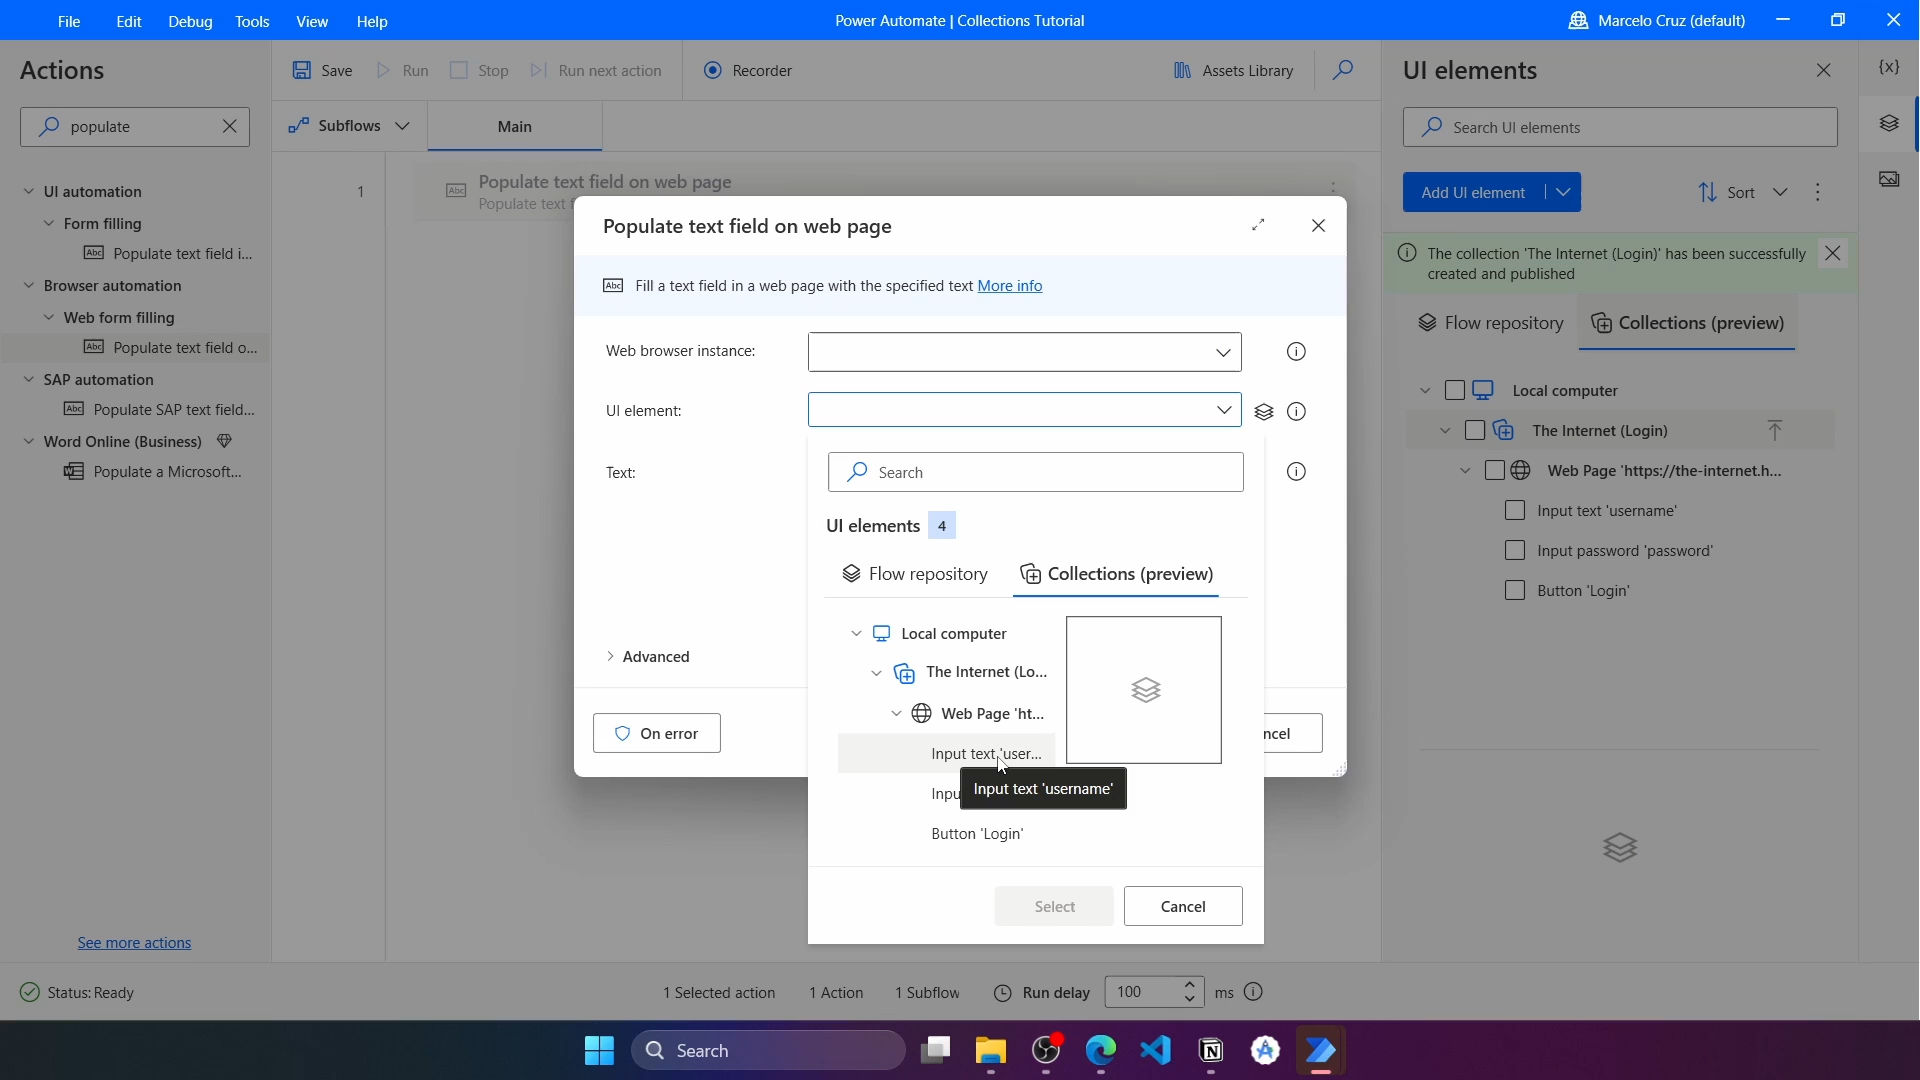 File Edit Debug Tools View Help
Power Automate | Collections Tutorial
Marcelo Cruz (default)
Actions
populate
UI automation
Form filling
Abc Populate text field i...
Browser automation
Web form filling
Abc Populate text field o...
SAP automation
Abc Populate SAP text field...
Word Online (Business)
Populate a Microsoft...
See more actions
Save Run Stop Run next action Recorder Assets Library
Subflows Main
1
Abc Populate text field on web page
Populate text f
Populate text field on web page
Abc Fill a text field in a web page with the specified text More info
Web browser instance:
UI element:
Text:
Advanced
On error
ncel
Search
UI elements 4
Flow repository Collections (preview)
Local computer
The Internet (Lo...
Web Page 'ht...
Input text 'user...
Inpu
Input text 'username'
Button 'Login'
Select Cancel
UI elements
{x}
Search UI elements
Add UI element Sort
The collection 'The Internet (Login)' has been successfully
created and published
Flow repository Collections (preview)
Local computer
The Internet (Login)
Web Page 'https://the-internet.h...
Input text 'username'
Input password 'password'
Button 'Login'
Status: Ready 1 Selected action 1 Action 1 Subflow Run delay 100 ms
Search